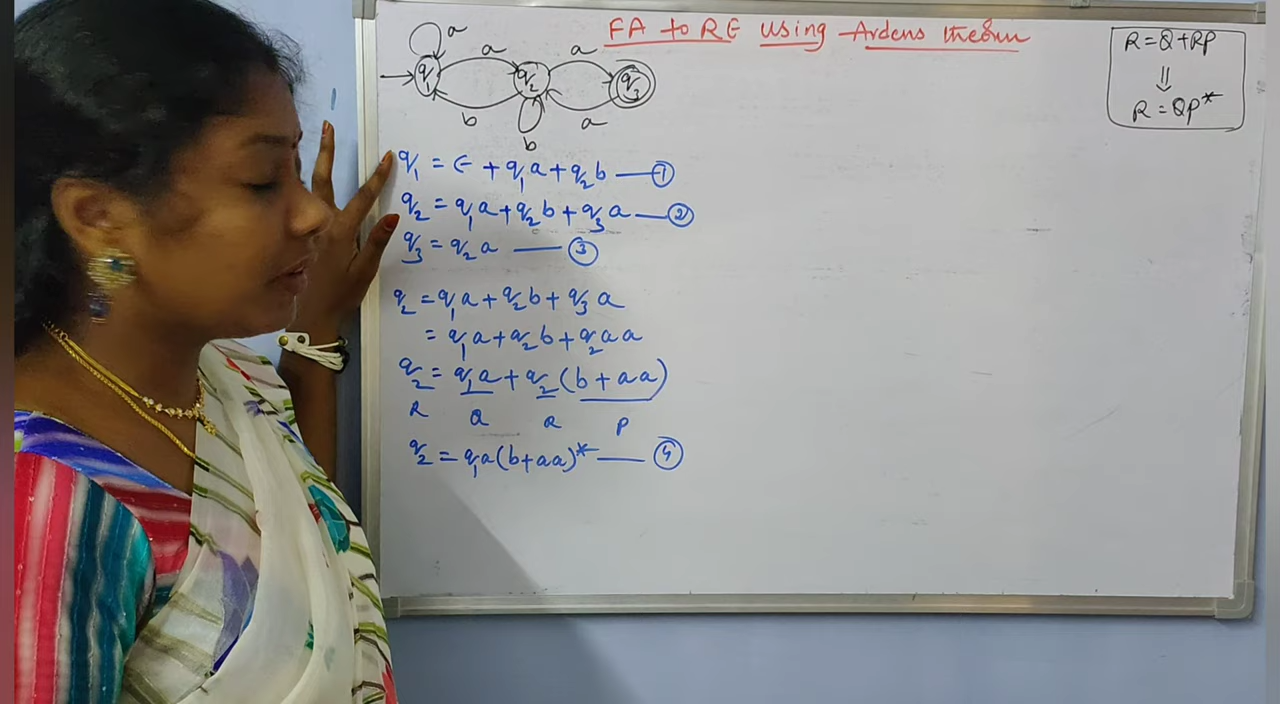 FA to RE using Ardens theorem
R = Q + RP
⇓
R = QP*
a
a
a
q₁
q₂
q₃
b
a
b
q₁ = ∈ + q₁a + q₂b —— ①
q₂ = q₁a + q₂b + q₃a —— ②
q₃ = q₂a —— ③
q₂ = q₁a + q₂b + q₃a
= q₁a + q₂b + q₂aa
q₂ = q₁a + q₂(b + aa)
R Q R P
q₂ = q₁a(b+aa)* —— ④